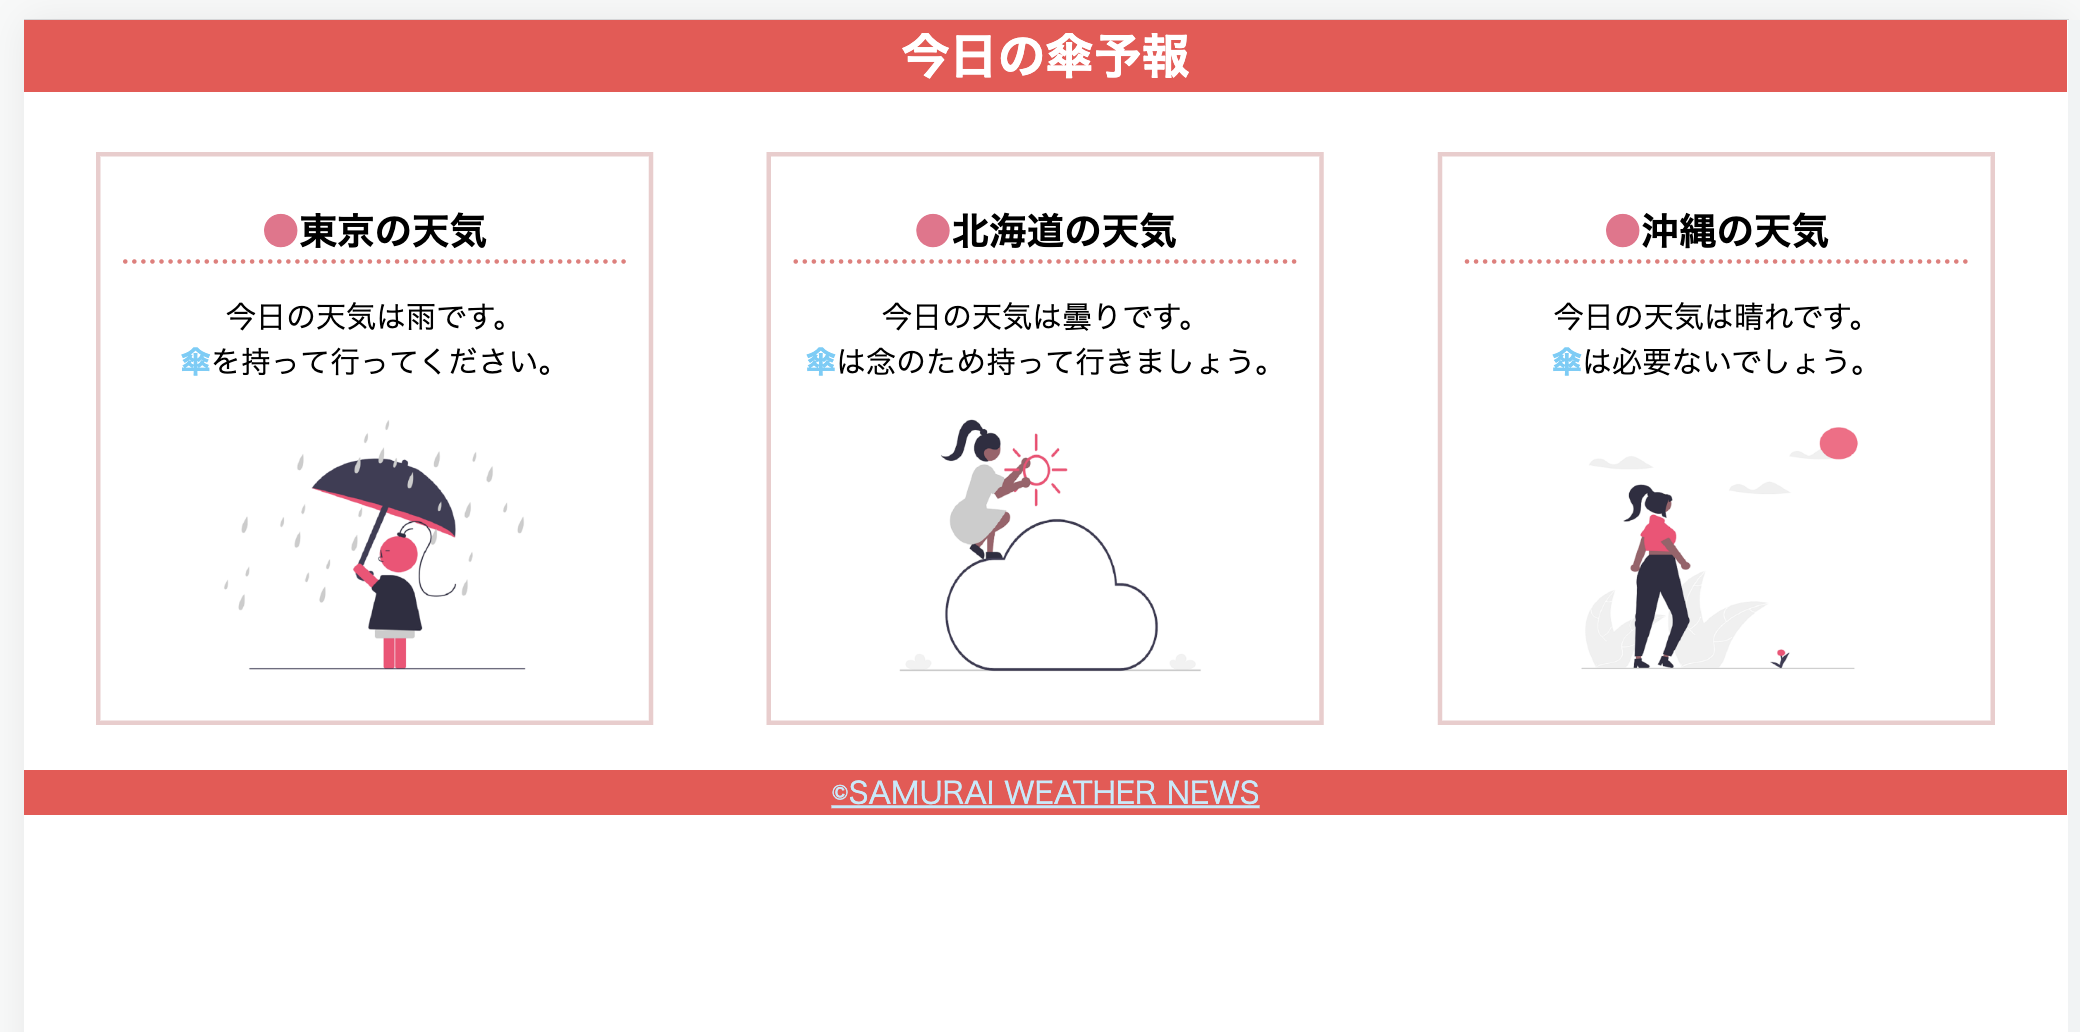 今日の傘予報
●東京の天気
今日の天気は雨です。
傘を持って行ってください。
●北海道の天気
今日の天気は曇りです。
傘は念のため持って行きましょう。
●沖縄の天気
今日の天気は晴れです。
傘は必要ないでしょう。
©SAMURAI WEATHER NEWS